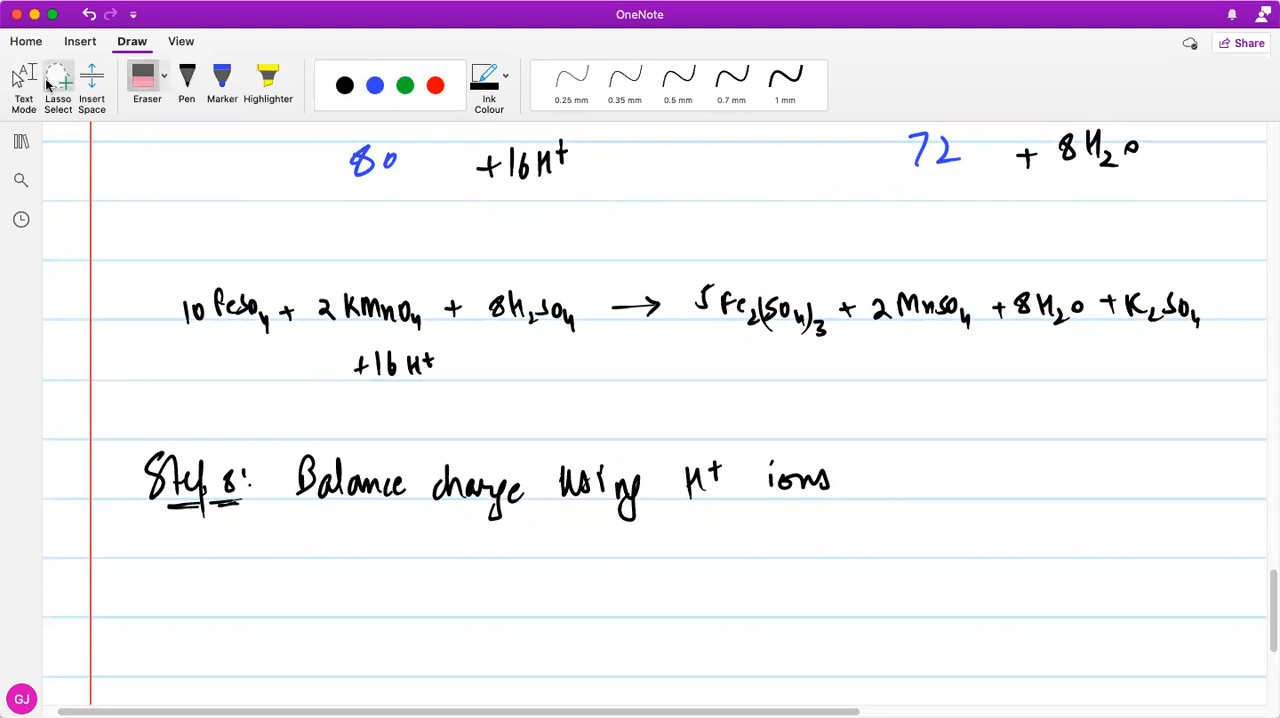 OneNote
Home Insert Draw View Share
Text Mode Lasso Select Insert Space Eraser Pen Marker Highlighter Ink Colour 0.25 mm 0.35 mm 0.5 mm 0.7 mm 1 mm
80 +16H⁺ 72 + 8H₂O
10FeSO₄ + 2KMnO₄ + 8H₂SO₄ → 5Fe₂(SO₄)₃ + 2MnSO₄ + 8H₂O + K₂SO₄
+16H⁺
Step 8: Balance charge using H⁺ ions
GJ